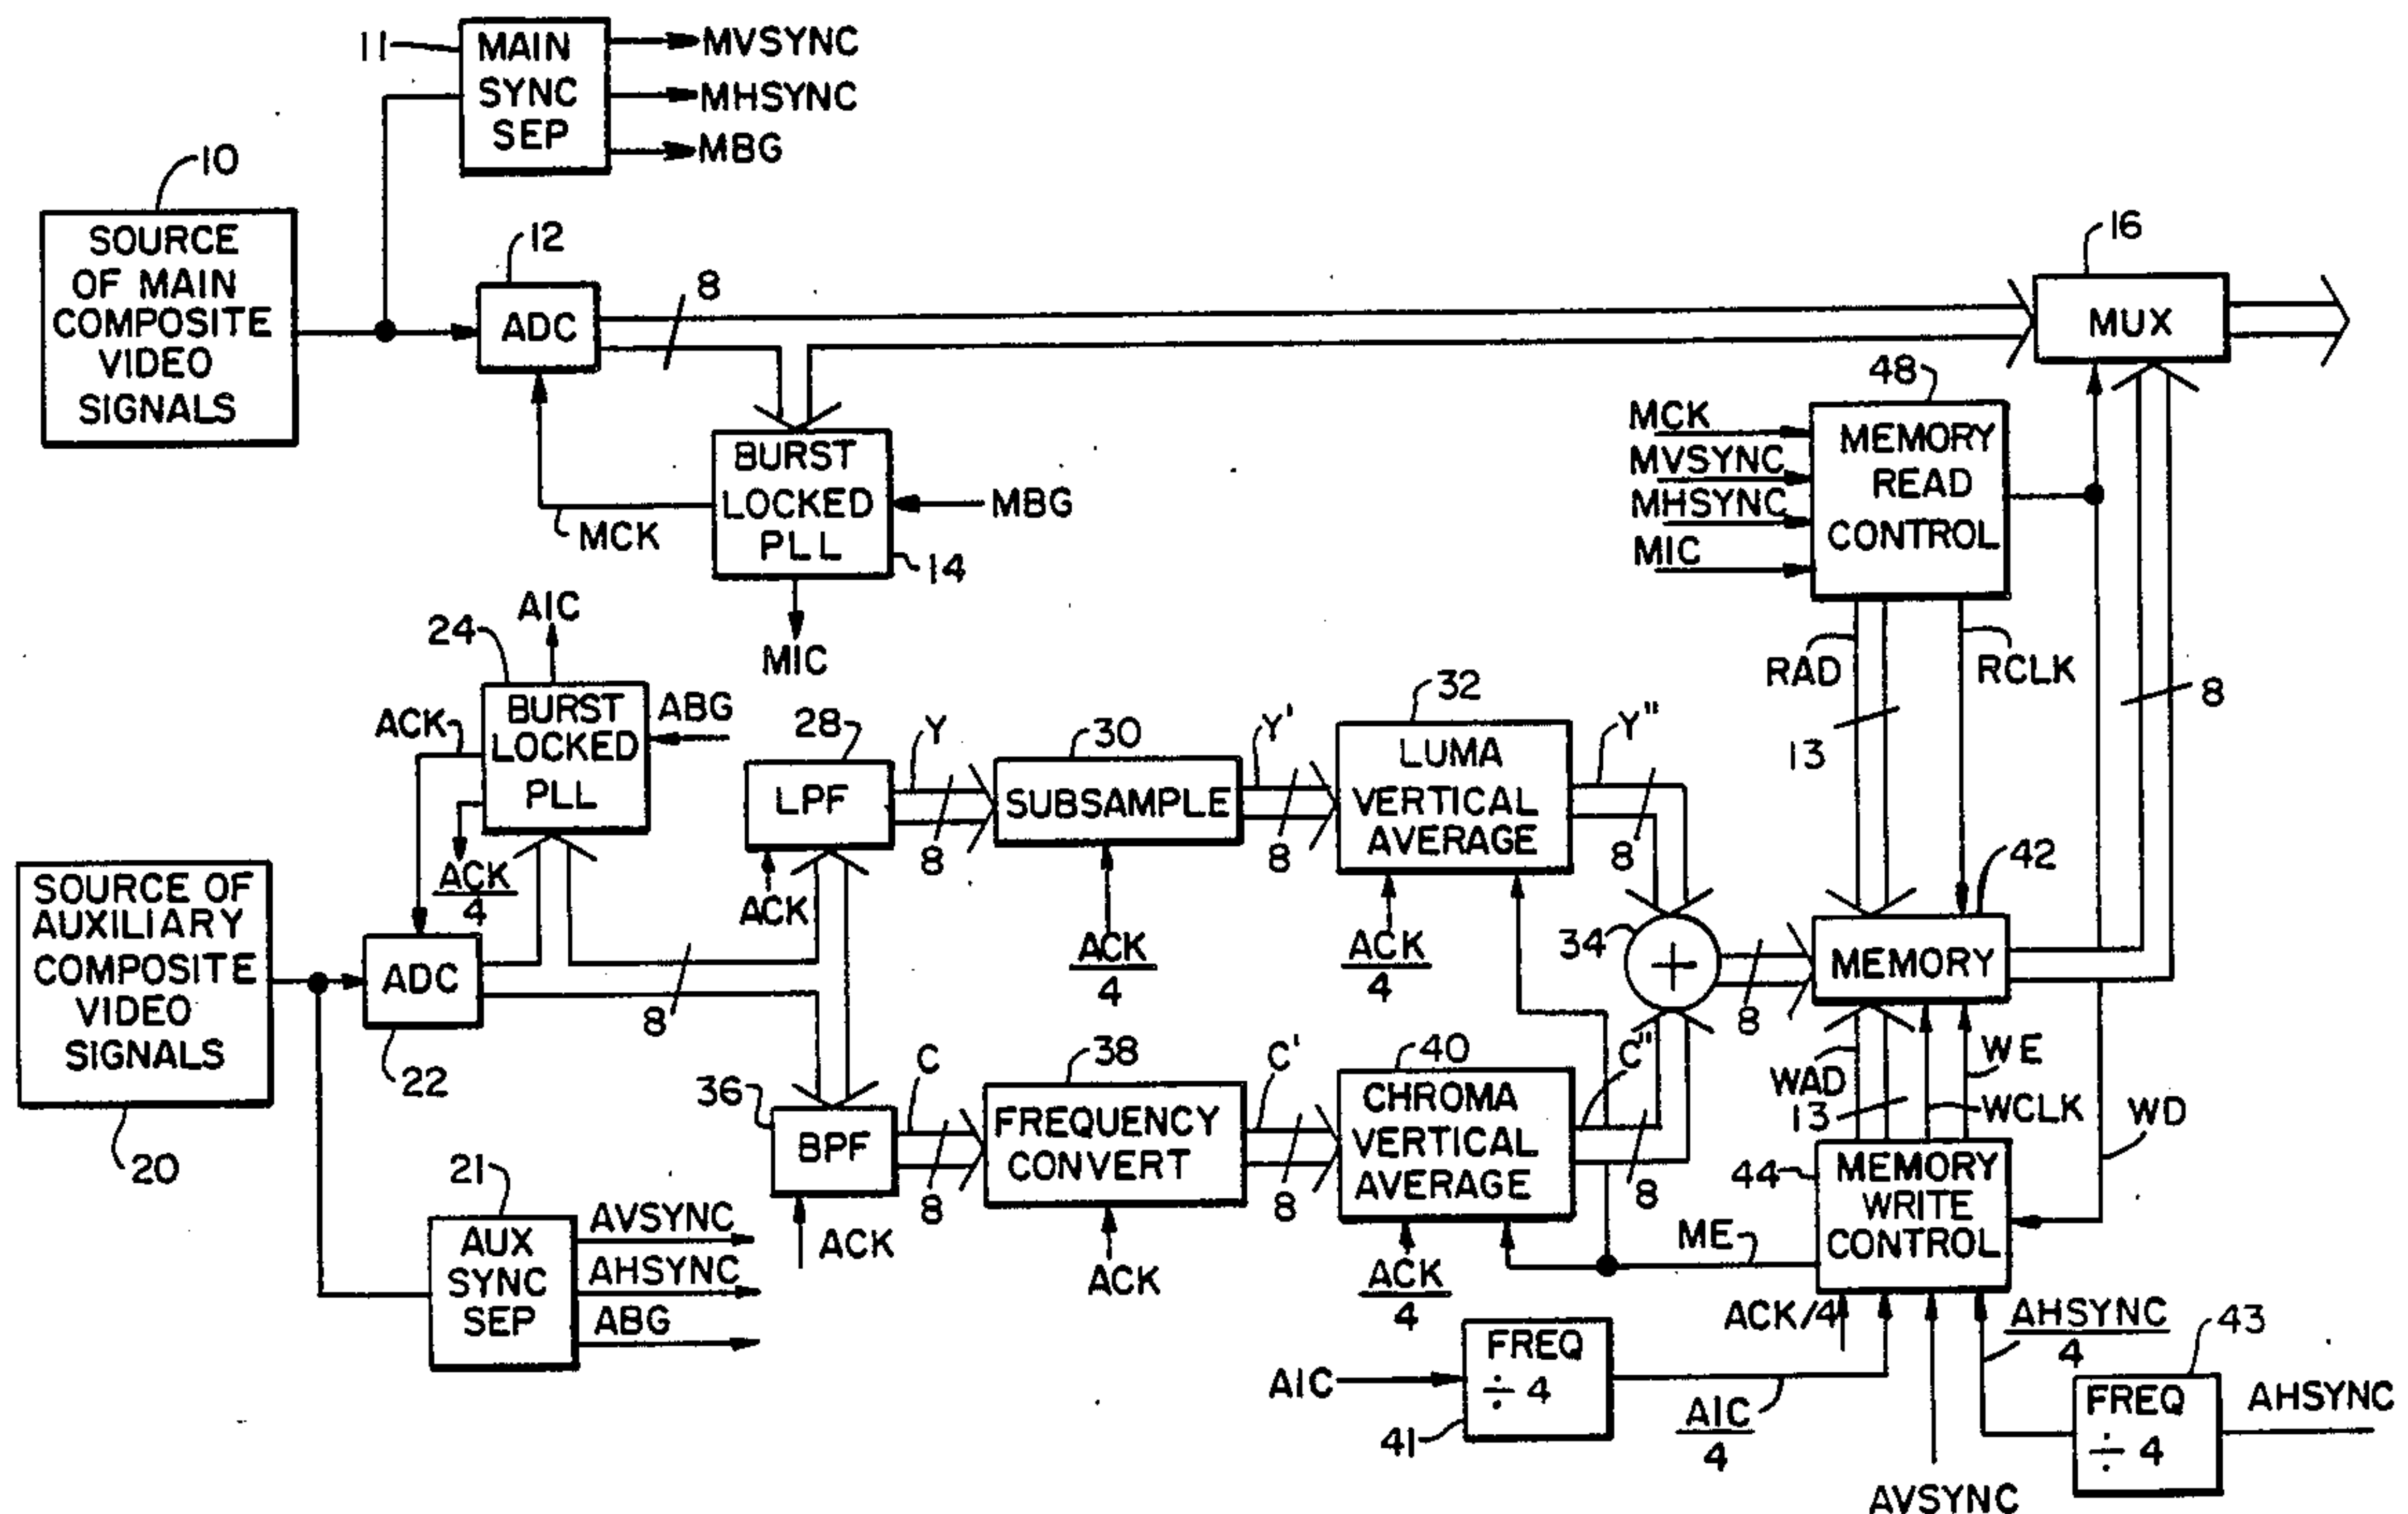 11
MAIN
SYNC
SEP
MVSYNC
MHSYNC
MBG
10
SOURCE
OF MAIN
COMPOSITE
VIDEO
SIGNALS
12
ADC
8
16
MUX
BURST
LOCKED
PLL
MBG
MCK
14
MIC
48
MCK
MVSYNC
MHSYNC
MIC
MEMORY
READ
CONTROL
RAD
RCLK
13
8
AIC
24
ACK
BURST
LOCKED
PLL
ABG
ACK
4
SOURCE OF
AUXILIARY
COMPOSITE
VIDEO
SIGNALS
20
ADC
22
8
28
LPF
ACK
Y
8
30
SUBSAMPLE
ACK
4
Y'
8
32
LUMA
VERTICAL
AVERAGE
ACK
4
Y"
8
34
+
8
42
MEMORY
36
BPF
ACK
C
8
38
FREQUENCY
CONVERT
ACK
C'
8
40
CHROMA
VERTICAL
AVERAGE
ACK
4
C"
8
WAD
13
WCLK
WE
WD
44
MEMORY
WRITE
CONTROL
ME
21
AUX
SYNC
SEP
AVSYNC
AHSYNC
ABG
AIC
FREQ
÷ 4
41
AIC
4
ACK/4
AVSYNC
AHSYNC
4
43
FREQ
÷ 4
AHSYNC